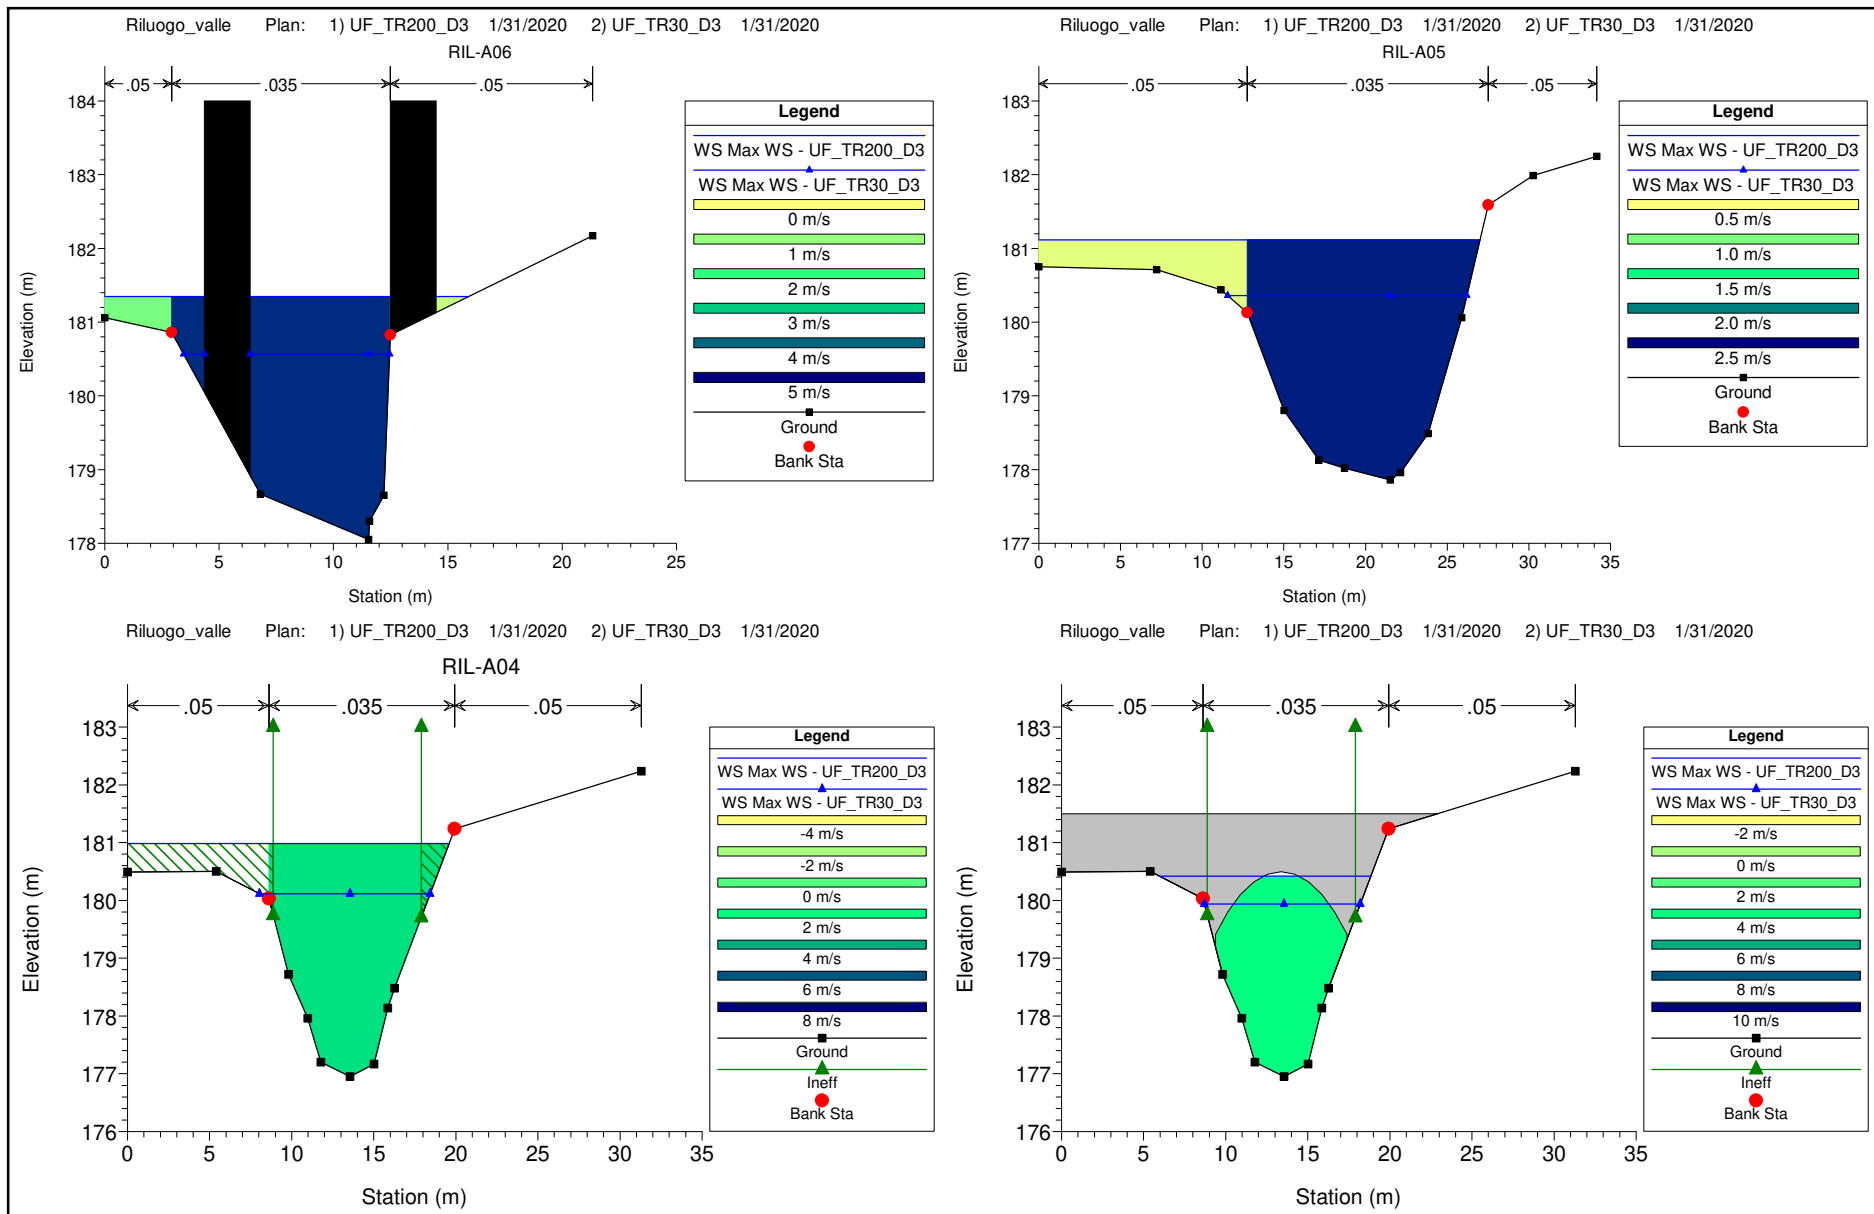 Riluogo_valle Plan: 1) UF_TR200_D3 1/31/2020 2) UF_TR30_D3 1/31/2020
RIL-A06
.05 .035 .05
184
183
182
181
180
179
178
Elevation (m)
0 5 10 15 20 25
Station (m)
Legend
WS Max WS - UF_TR200_D3
WS Max WS - UF_TR30_D3
0 m/s
1 m/s
2 m/s
3 m/s
4 m/s
5 m/s
Ground
Bank Sta
Riluogo_valle Plan: 1) UF_TR200_D3 1/31/2020 2) UF_TR30_D3 1/31/2020
RIL-A05
.05 .035 .05
183
182
181
180
179
178
177
Elevation (m)
0 5 10 15 20 25 30 35
Station (m)
Legend
WS Max WS - UF_TR200_D3
WS Max WS - UF_TR30_D3
0.5 m/s
1.0 m/s
1.5 m/s
2.0 m/s
2.5 m/s
Ground
Bank Sta
Riluogo_valle Plan: 1) UF_TR200_D3 1/31/2020 2) UF_TR30_D3 1/31/2020
RIL-A04
.05 .035 .05
183
182
181
180
179
178
177
176
Elevation (m)
0 5 10 15 20 25 30 35
Station (m)
Legend
WS Max WS - UF_TR200_D3
WS Max WS - UF_TR30_D3
-4 m/s
-2 m/s
0 m/s
2 m/s
4 m/s
6 m/s
8 m/s
Ground
Ineff
Bank Sta
Riluogo_valle Plan: 1) UF_TR200_D3 1/31/2020 2) UF_TR30_D3 1/31/2020
.05 .035 .05
183
182
181
180
179
178
177
176
Elevation (m)
0 5 10 15 20 25 30 35
Station (m)
Legend
WS Max WS - UF_TR200_D3
WS Max WS - UF_TR30_D3
-2 m/s
0 m/s
2 m/s
4 m/s
6 m/s
8 m/s
10 m/s
Ground
Ineff
Bank Sta